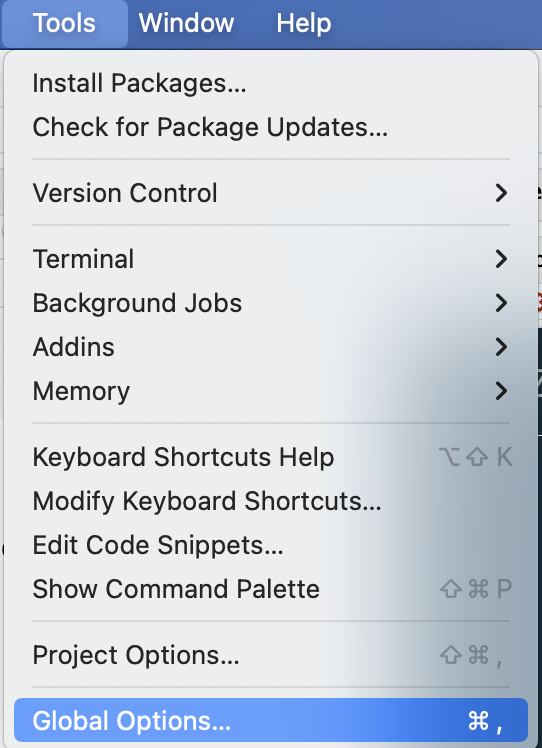 Tools Window Help
Install Packages...
Check for Package Updates...
Version Control
Terminal
Background Jobs
Addins
Memory
Keyboard Shortcuts Help ⌥⇧ K
Modify Keyboard Shortcuts...
Edit Code Snippets...
Show Command Palette ⇧⌘ P
Project Options... ⇧⌘ ,
Global Options... ⌘ ,